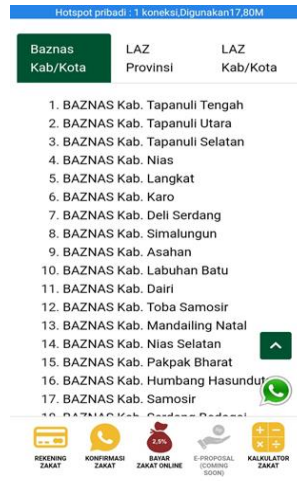 Hotspot pribadi : 1 koneksi,Digunakan17,80M
Baznas Kab/Kota
LAZ Provinsi
LAZ Kab/Kota
1. BAZNAS Kab. Tapanuli Tengah
2. BAZNAS Kab. Tapanuli Utara
3. BAZNAS Kab. Tapanuli Selatan
4. BAZNAS Kab. Nias
5. BAZNAS Kab. Langkat
6. BAZNAS Kab. Karo
7. BAZNAS Kab. Deli Serdang
8. BAZNAS Kab. Simalungun
9. BAZNAS Kab. Asahan
10. BAZNAS Kab. Labuhan Batu
11. BAZNAS Kab. Dairi
12. BAZNAS Kab. Toba Samosir
13. BAZNAS Kab. Mandailing Natal
14. BAZNAS Kab. Nias Selatan
15. BAZNAS Kab. Pakpak Bharat
16. BAZNAS Kab. Humbang Hasundut
17. BAZNAS Kab. Samosir
18. BAZNAS Kab. Serdang Bedagai
REKENING ZAKAT
KONFIRMASI ZAKAT
2,5%
BAYAR ZAKAT ONLINE
E-PROPOSAL (COMING SOON)
KALKULATOR ZAKAT